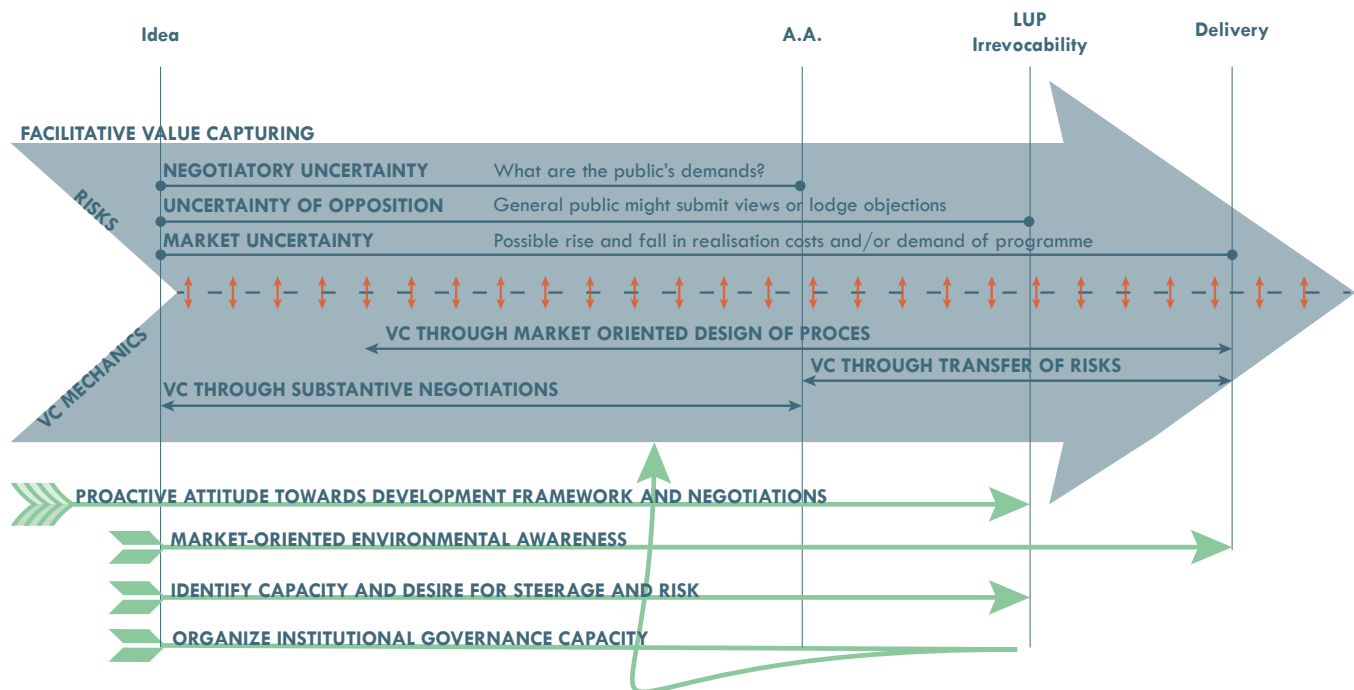 Idea
A.A.
LUP
Irrevocability
Delivery
FACILITATIVE VALUE CAPTURING
RISKS
NEGOTIATORY UNCERTAINTY What are the public's demands?
UNCERTAINTY OF OPPOSITION General public might submit views or lodge objections
MARKET UNCERTAINTY Possible rise and fall in realisation costs and/or demand of programme
VC MECHANICS
VC THROUGH MARKET ORIENTED DESIGN OF PROCES
VC THROUGH TRANSFER OF RISKS
VC THROUGH SUBSTANTIVE NEGOTIATIONS
PROACTIVE ATTITUDE TOWARDS DEVELOPMENT FRAMEWORK AND NEGOTIATIONS
MARKET-ORIENTED ENVIRONMENTAL AWARENESS
IDENTIFY CAPACITY AND DESIRE FOR STEERAGE AND RISK
ORGANIZE INSTITUTIONAL GOVERNANCE CAPACITY